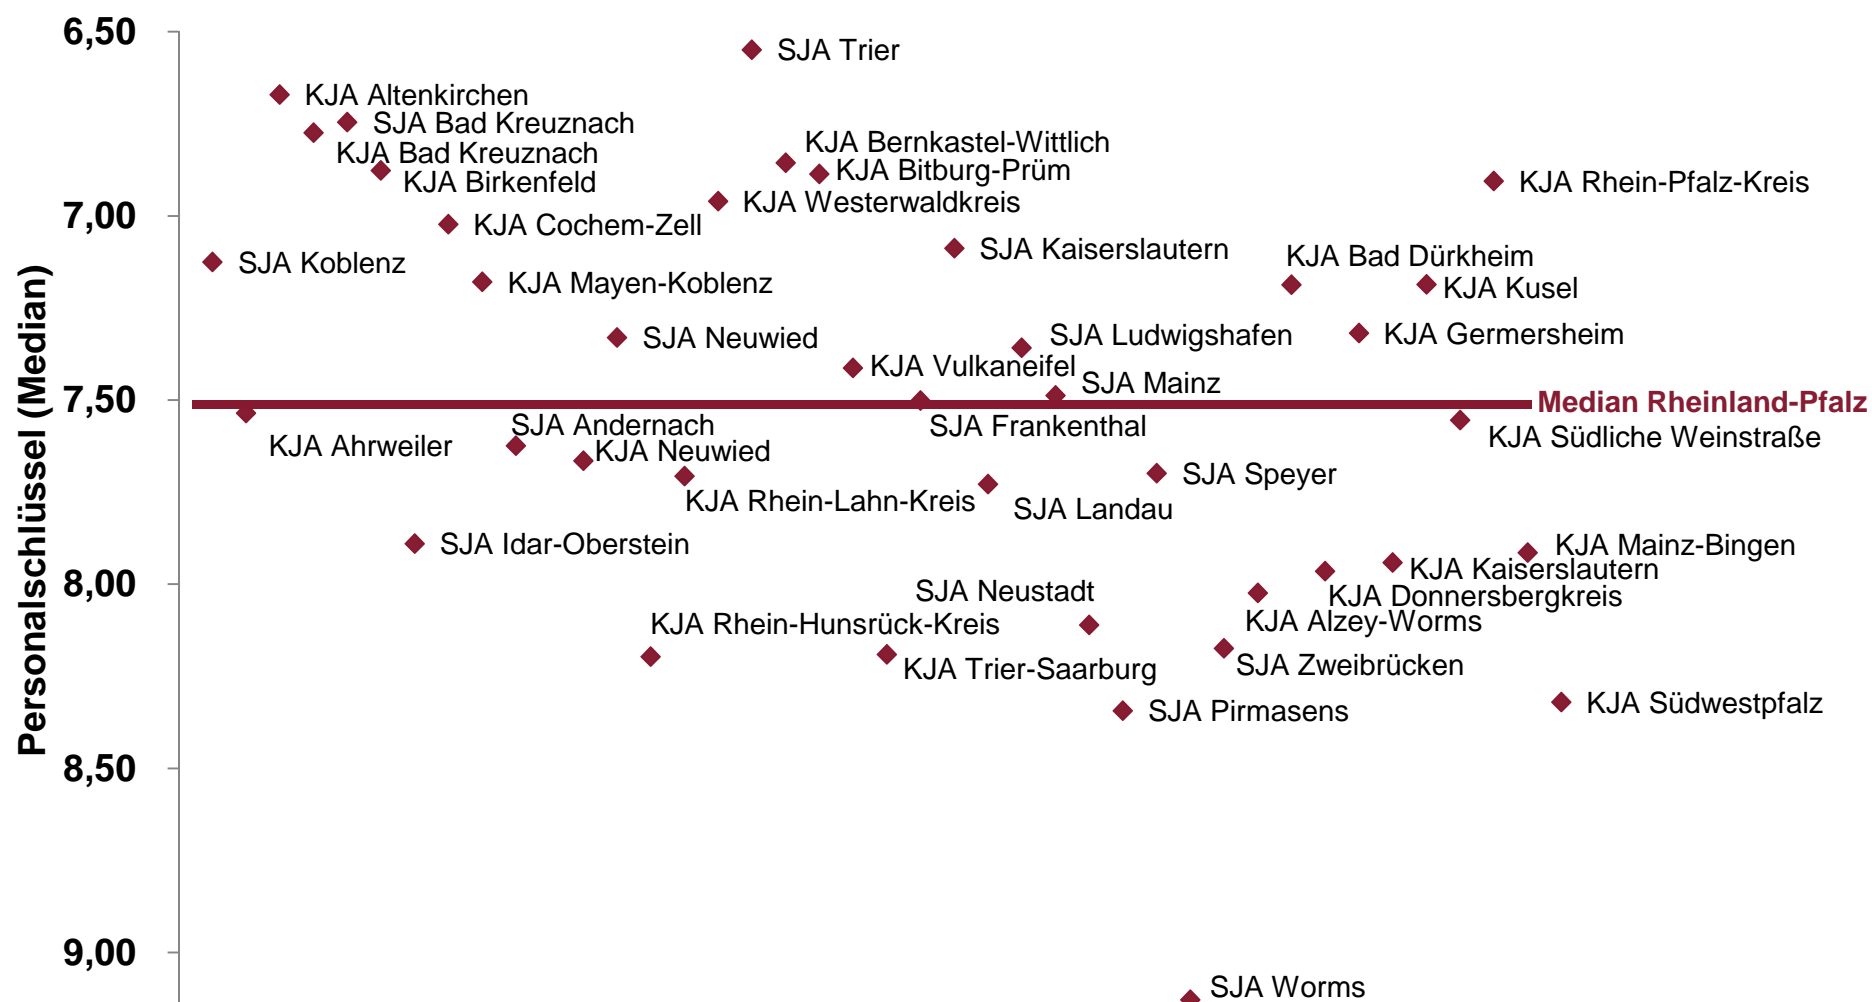 6,50
SJA Trier
KJA Altenkirchen
SJA Bad Kreuznach
KJA Bad Kreuznach
KJA Bernkastel-Wittlich
KJA Birkenfeld
KJA Bitburg-Prüm
KJA Rhein-Pfalz-Kreis
KJA Westerwaldkreis
7,00
KJA Cochem-Zell
SJA Kaiserslautern
KJA Bad Dürkheim
SJA Koblenz
KJA Mayen-Koblenz
KJA Kusel
SJA Neuwied
SJA Ludwigshafen
KJA Germersheim
KJA Vulkaneifel
SJA Mainz
7,50
Median Rheinland-Pfalz
SJA Andernach
SJA Frankenthal
KJA Südliche Weinstraße
KJA Ahrweiler
KJA Neuwied
SJA Speyer
KJA Rhein-Lahn-Kreis
SJA Landau
Personalschlüssel (Median)
SJA Idar-Oberstein
KJA Mainz-Bingen
KJA Kaiserslautern
8,00
SJA Neustadt
KJA Donnersbergkreis
KJA Rhein-Hunsrück-Kreis
KJA Alzey-Worms
KJA Trier-Saarburg
SJA Zweibrücken
SJA Pirmasens
KJA Südwestpfalz
8,50
9,00
SJA Worms